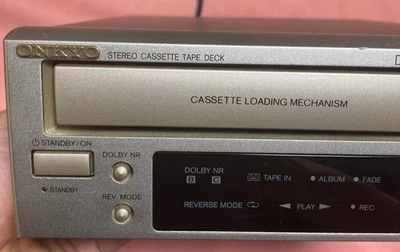 ONKYO STEREO CASSETTE TAPE DECK
CASSETTE LOADING MECHANISM
STANDBY/ON
DOLBY NR
STANDBY
REV. MODE
DOLBY NR
B C
TAPE IN ALBUM FADE
REVERSE MODE PLAY REC